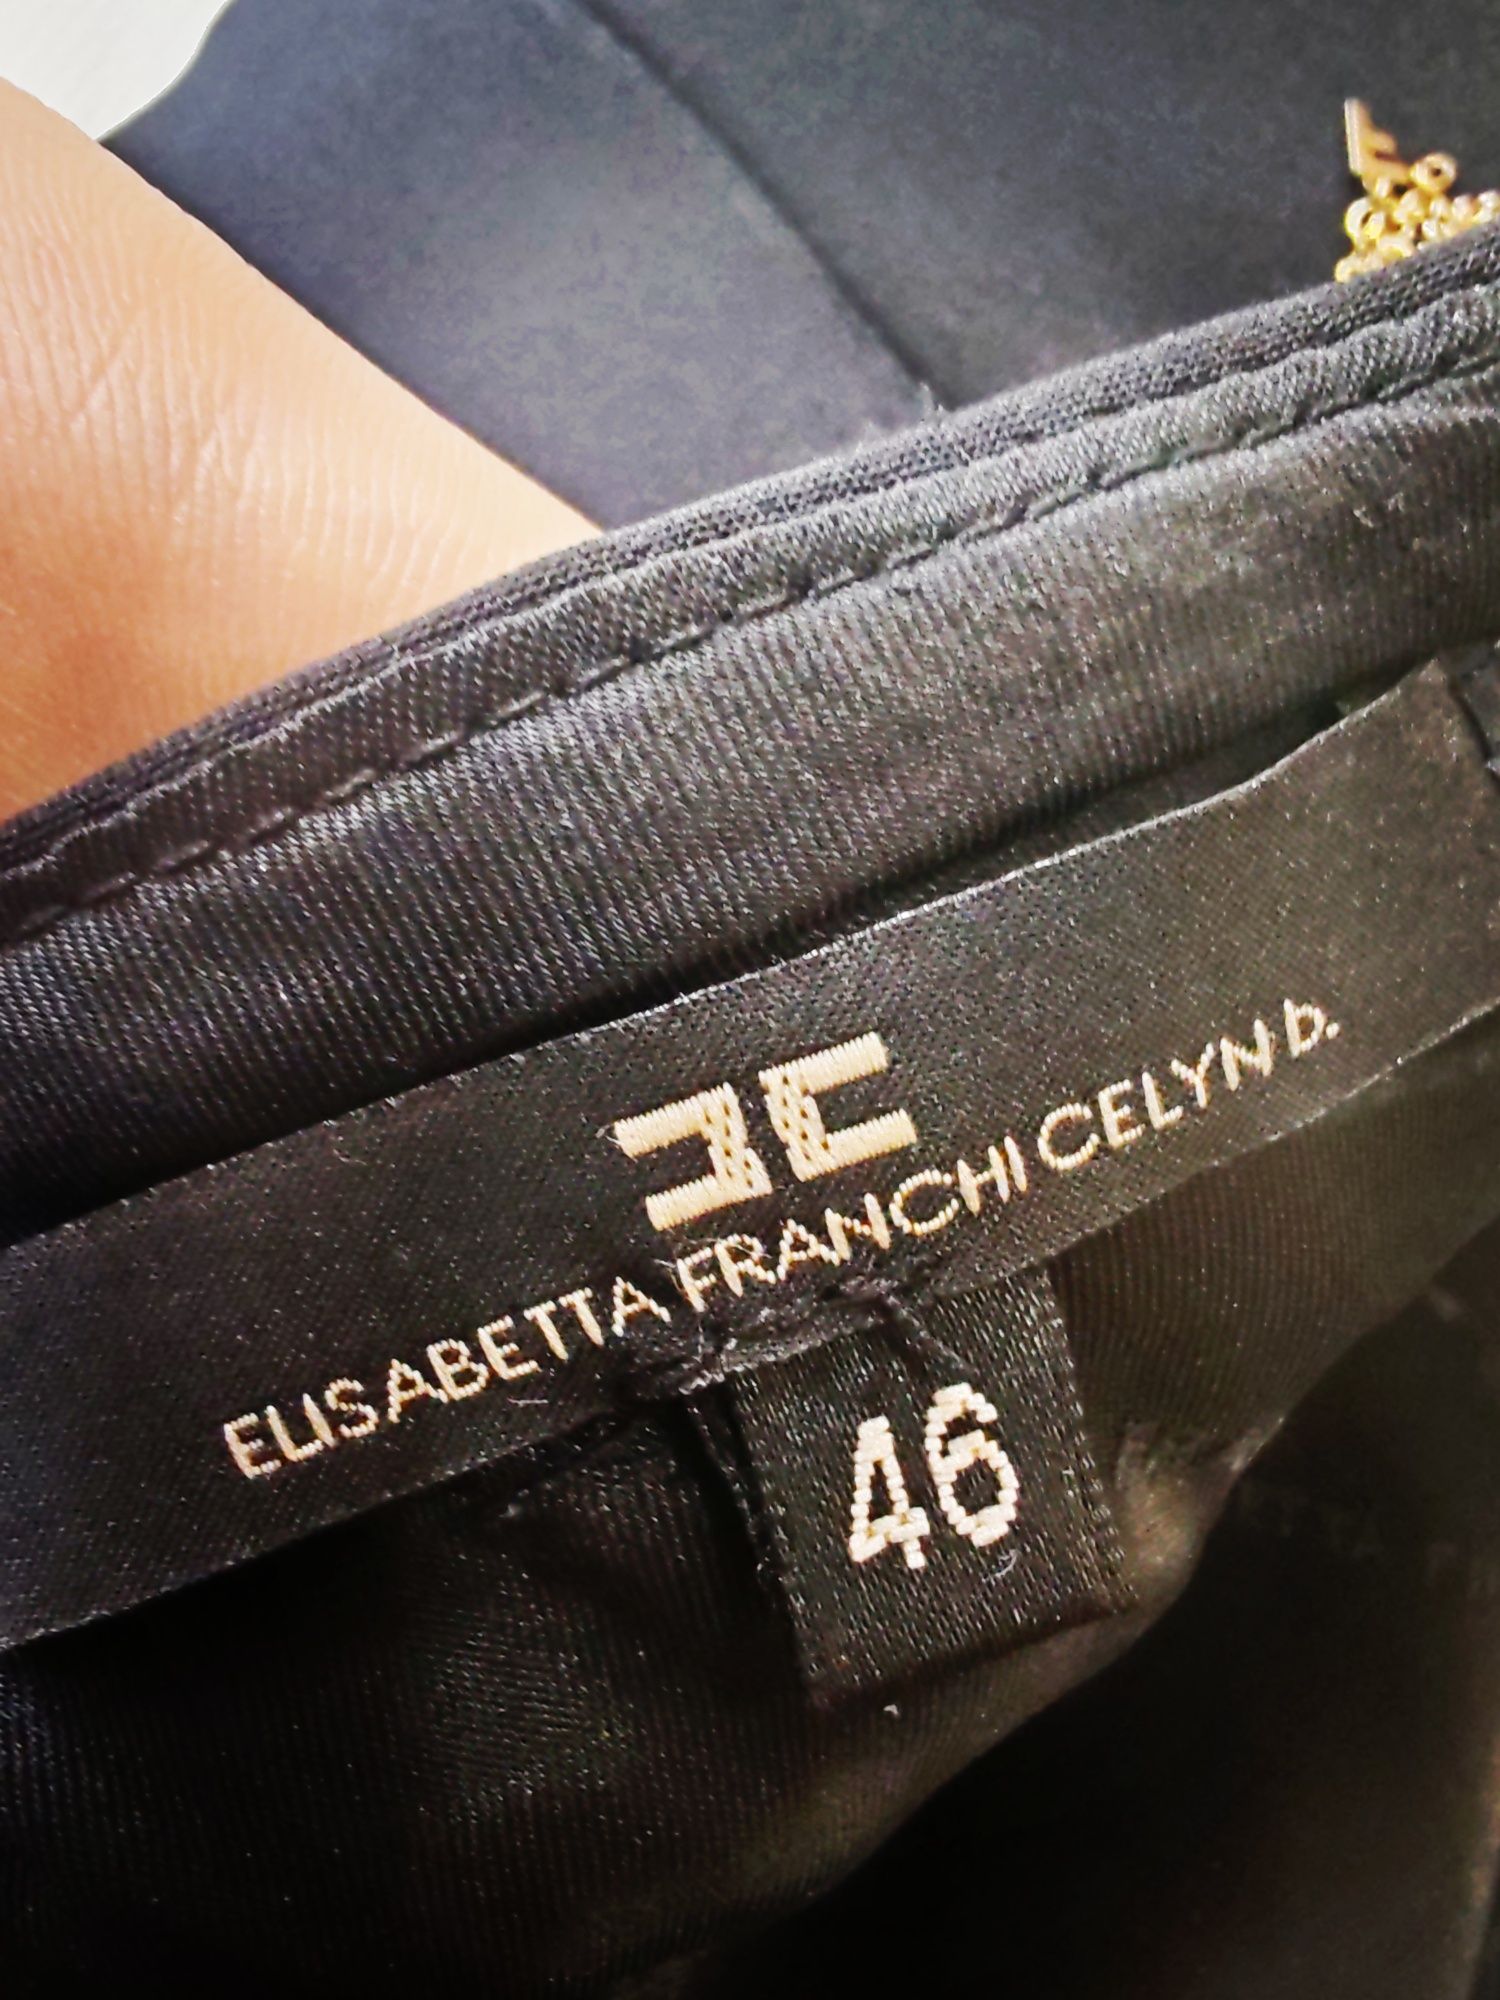 ELISABETTA FRANCHI CELYN b.
46